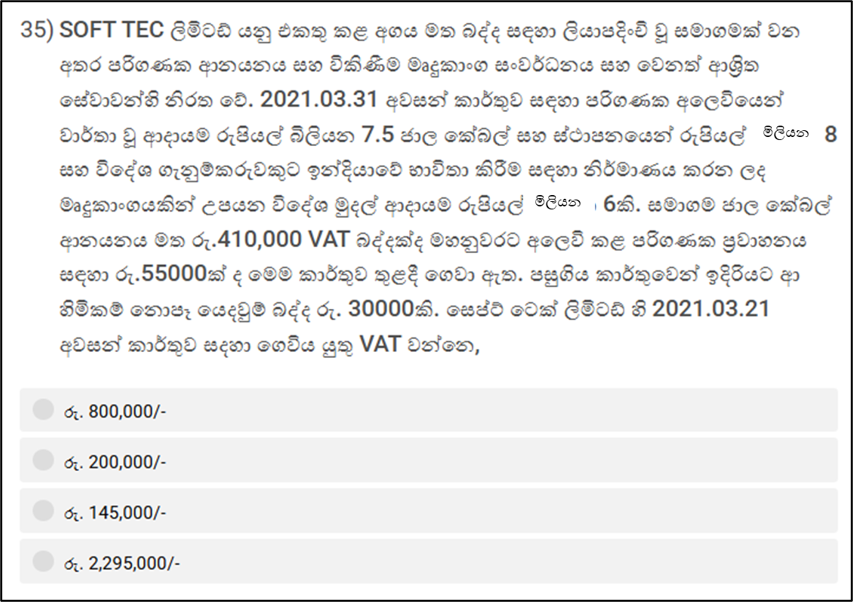 35) SOFT TEC ලිමිටඩ් යනු එකතු කළ අගය මත බද්ද සඳහා ලියාපදිංචි වූ සමාගමක් වන
අතර පරිගණක ආනයනය සහ විකිණීම මෘදුකාංග සංවර්ධනය සහ වෙනත් ආශ්‍රිත
සේවාවන්හි නිරත වේ. 2021.03.31 අවසන් කාර්තුව සඳහා පරිගණක අලෙවියෙන්
වාර්තා වූ ආදායම රුපියල් බිලියන 7.5 ජාල කේබල් සහ ස්ථාපනයෙන් රුපියල් මිලියන 8
සහ විදේශ ගැනුම්කරුවකුට ඉන්දියාවේ භාවිතා කිරීම සඳහා නිර්මාණය කරන ලද
මෘදුකාංගයකින් උපයන විදේශ මුදල් ආදායම රුපියල් මිලියන 6කි. සමාගම ජාල කේබල්
ආනයනය මත රු.410,000 VAT බද්දක්ද මහනුවරට අලෙවි කළ පරිගණක ප්‍රවාහනය
සඳහා රු.55000ක් ද මෙම කාර්තුව තුළදී ගෙවා ඇත. පසුගිය කාර්තුවෙන් ඉදිරියට ආ
හිමිකම් නොපෑ යෙදවුම් බද්ද රු. 30000කි. සෙප්ට් ටෙක් ලිමිටඩ් හි 2021.03.21
අවසන් කාර්තුව සදහා ගෙවිය යුතු VAT වන්නෙ,
රු. 800,000/-
රු. 200,000/-
රු. 145,000/-
රු. 2,295,000/-